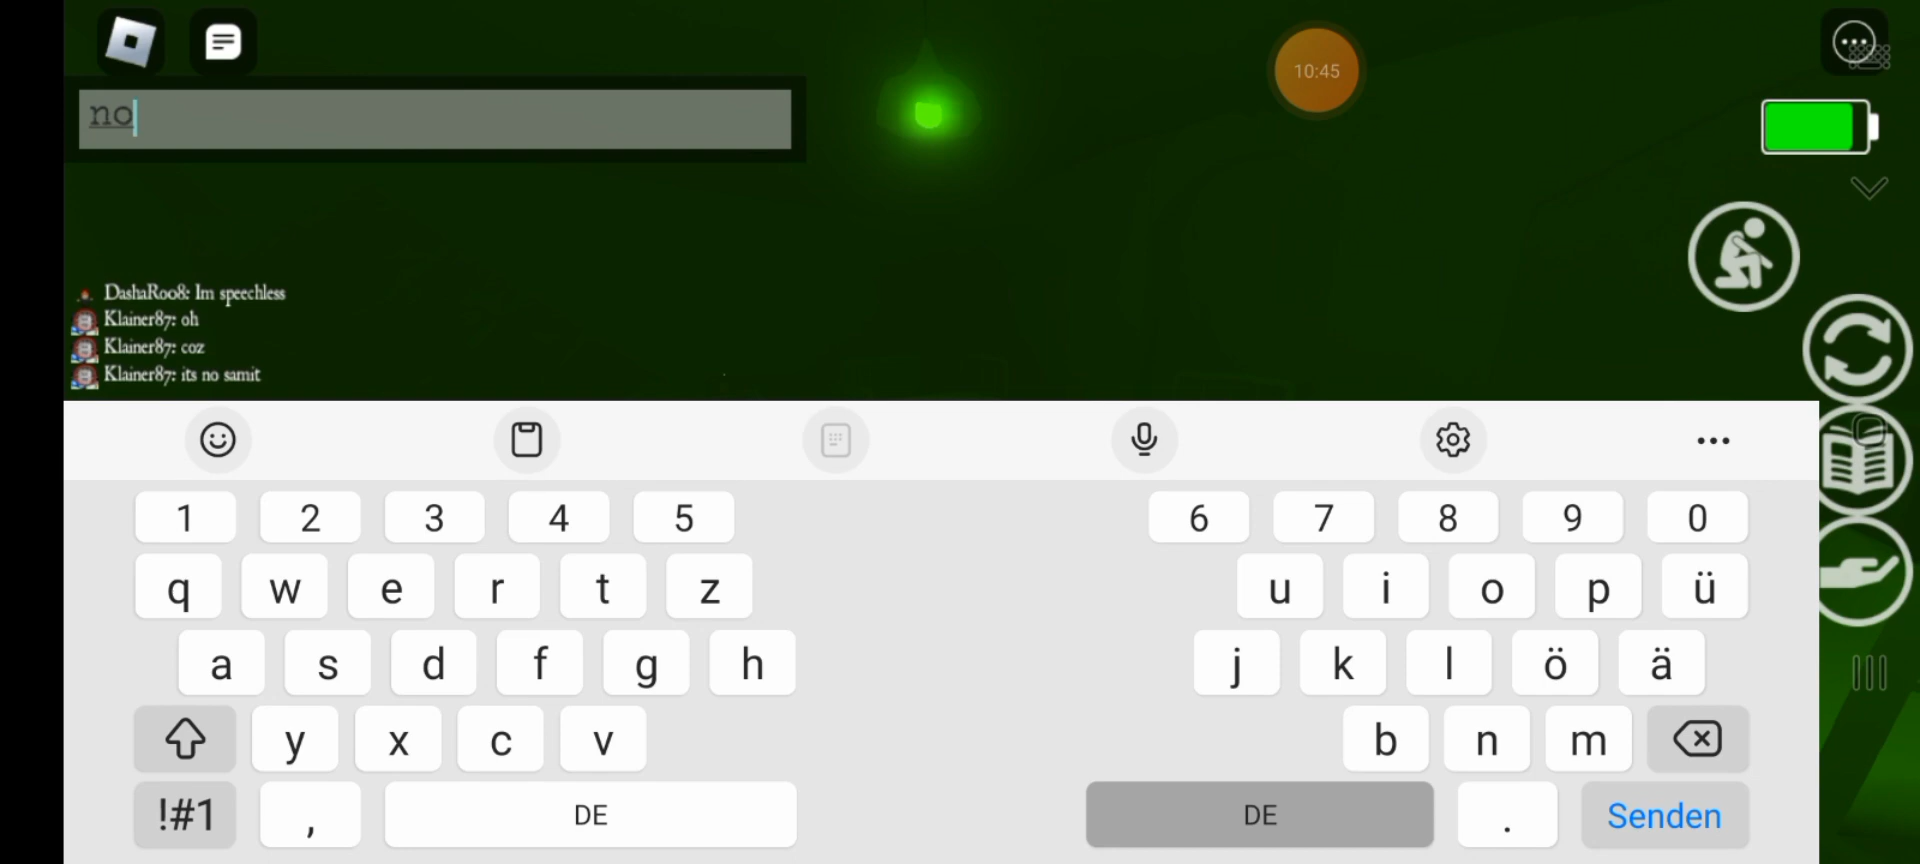 10:45
no
DashaRoo8: Im speechless
Klainer87: oh
Klainer87: coz
Klainer87: its no samit
1 2 3 4 5 6 7 8 9 0
q w e r t z u i o p ü
a s d f g h j k l ö ä
y x c v b n m
!#1 , DE DE . Senden